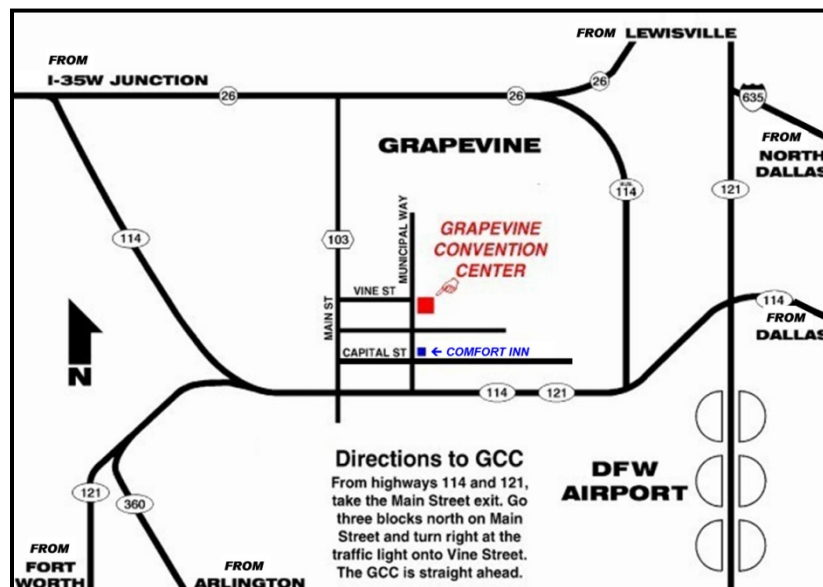 FROM LEWISVILLE
FROM
I-35W JUNCTION
26
26
26
635
FROM
NORTH
DALLAS
GRAPEVINE
BUS.
114
121
MUNICIPAL WAY
114
103
GRAPEVINE
CONVENTION
CENTER
VINE ST
MAIN ST
114
FROM
DALLAS
CAPITAL ST
← COMFORT INN
N
114
121
Directions to GCC
From highways 114 and 121,
take the Main Street exit. Go
three blocks north on Main
Street and turn right at the
traffic light onto Vine Street.
The GCC is straight ahead.
DFW
AIRPORT
121
360
FROM
FORT
WORTH
FROM
ARLINGTON